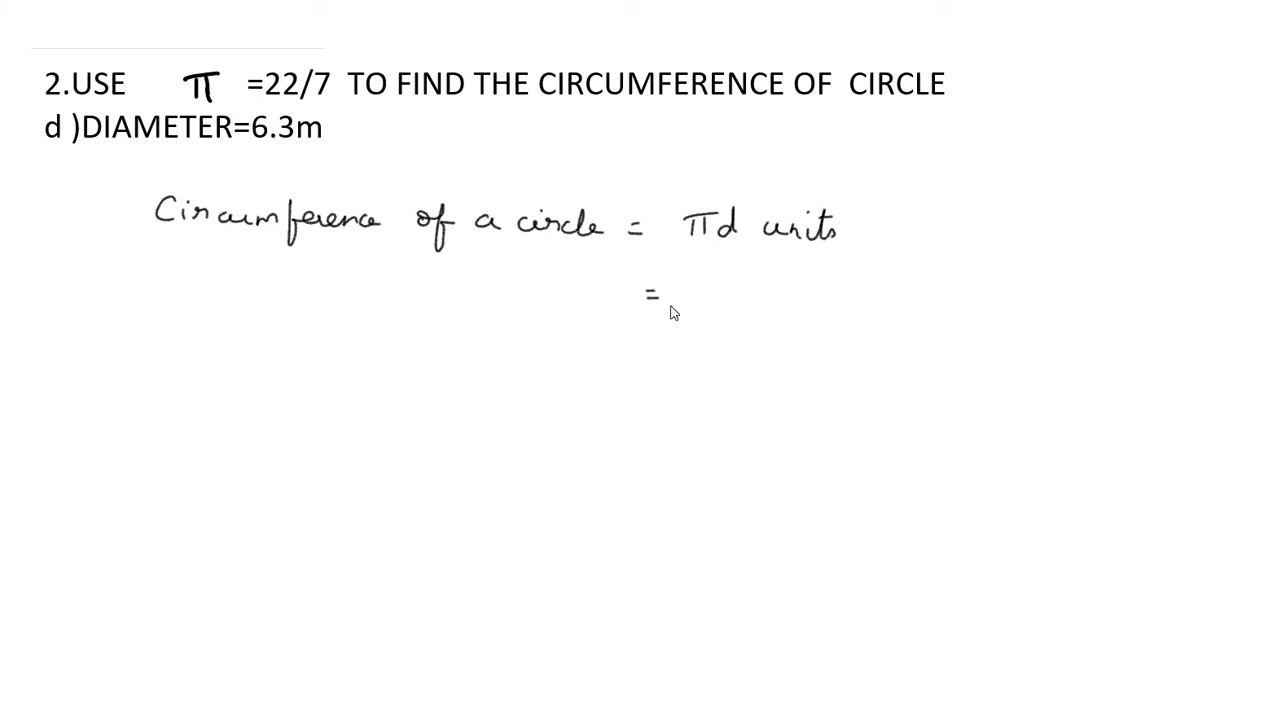 2.USE π =22/7 TO FIND THE CIRCUMFERENCE OF CIRCLE
d )DIAMETER=6.3m
Circumference of a circle = πd units
=